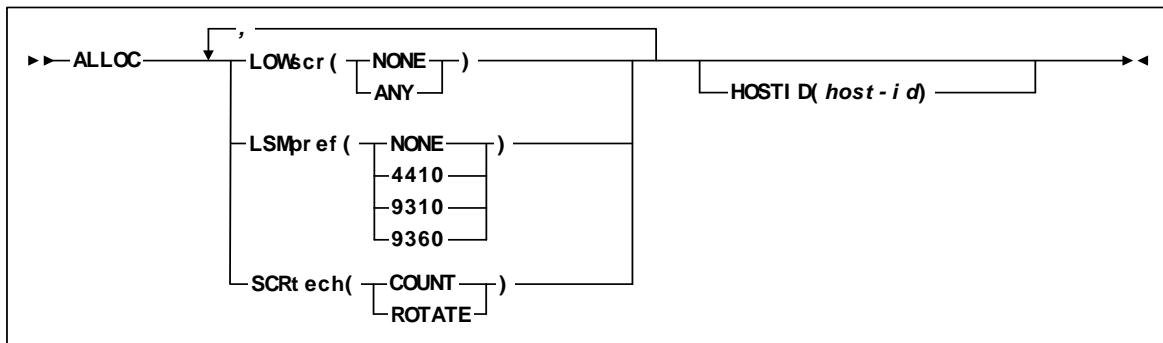 ,
ALLOC LOWscr( NONE )
ANY
HOSTID(host-id)
LSMpref( NONE )
4410
9310
9360
SCRtech( COUNT )
ROTATE